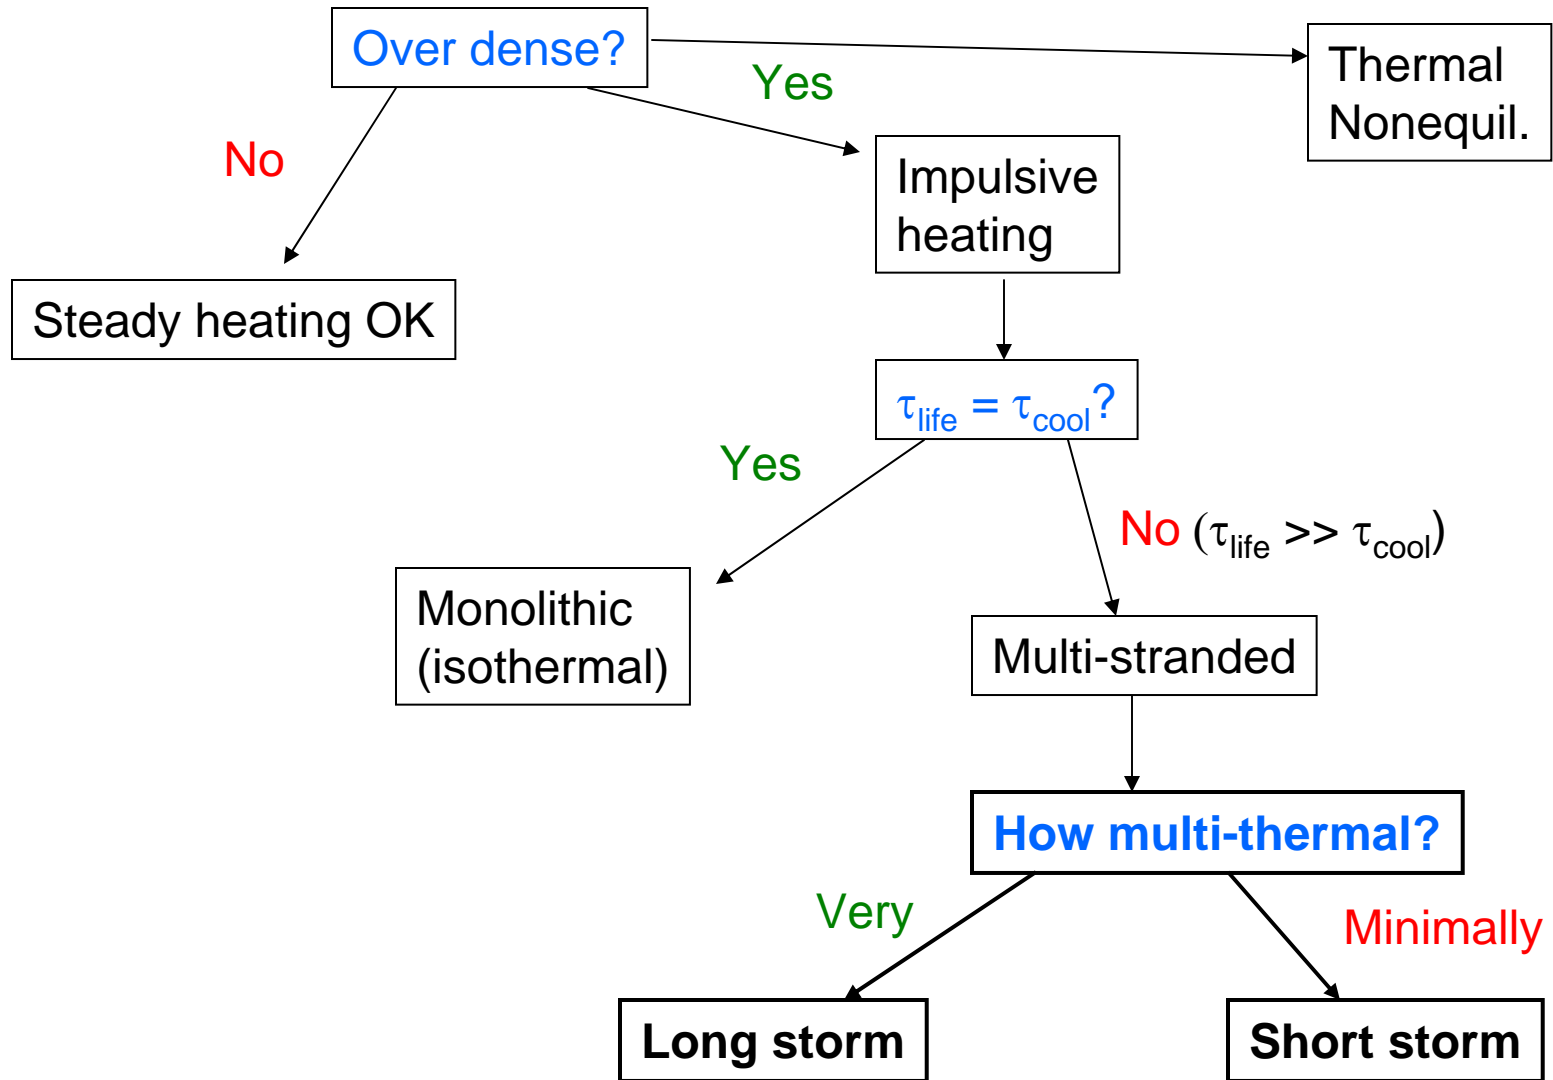 Over dense?
Yes
Thermal
Nonequil.
No
Impulsive
heating
Steady heating OK
τlife = τcool?
Yes
No (τlife >> τcool)
Monolithic
(isothermal)
Multi-stranded
How multi-thermal?
Very
Minimally
Long storm
Short storm